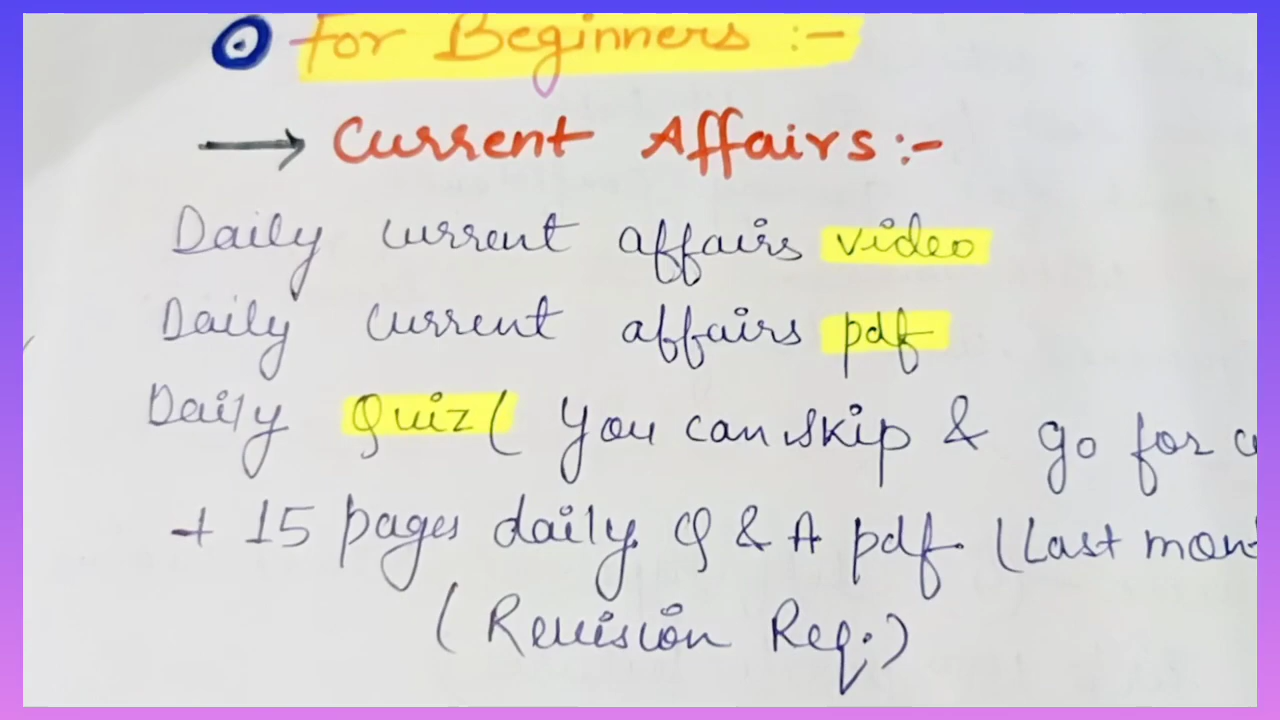 For Beginners :-
→ Current Affairs :-
Daily current affairs video
Daily current affairs pdf
Daily Quiz ( You can skip & go for
+ 15 pages daily Q & A pdf. (Last mon
( Revision Req.)